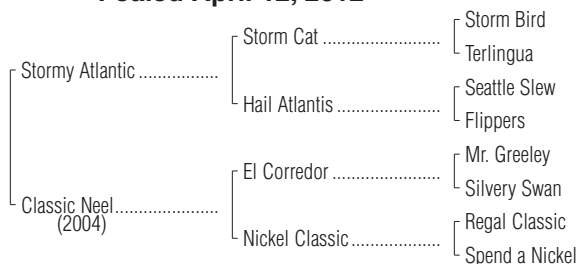 Foaled April 12, 2012
Storm Bird
Storm Cat ........................
Terlingua
Stormy Atlantic ................
Seattle Slew
Hail Atlantis .....................
Flippers
Mr. Greeley
El Corredor ......................
Silvery Swan
Classic Neel.....................
(2004)
Regal Classic
Nickel Classic...................
Spend a Nickel